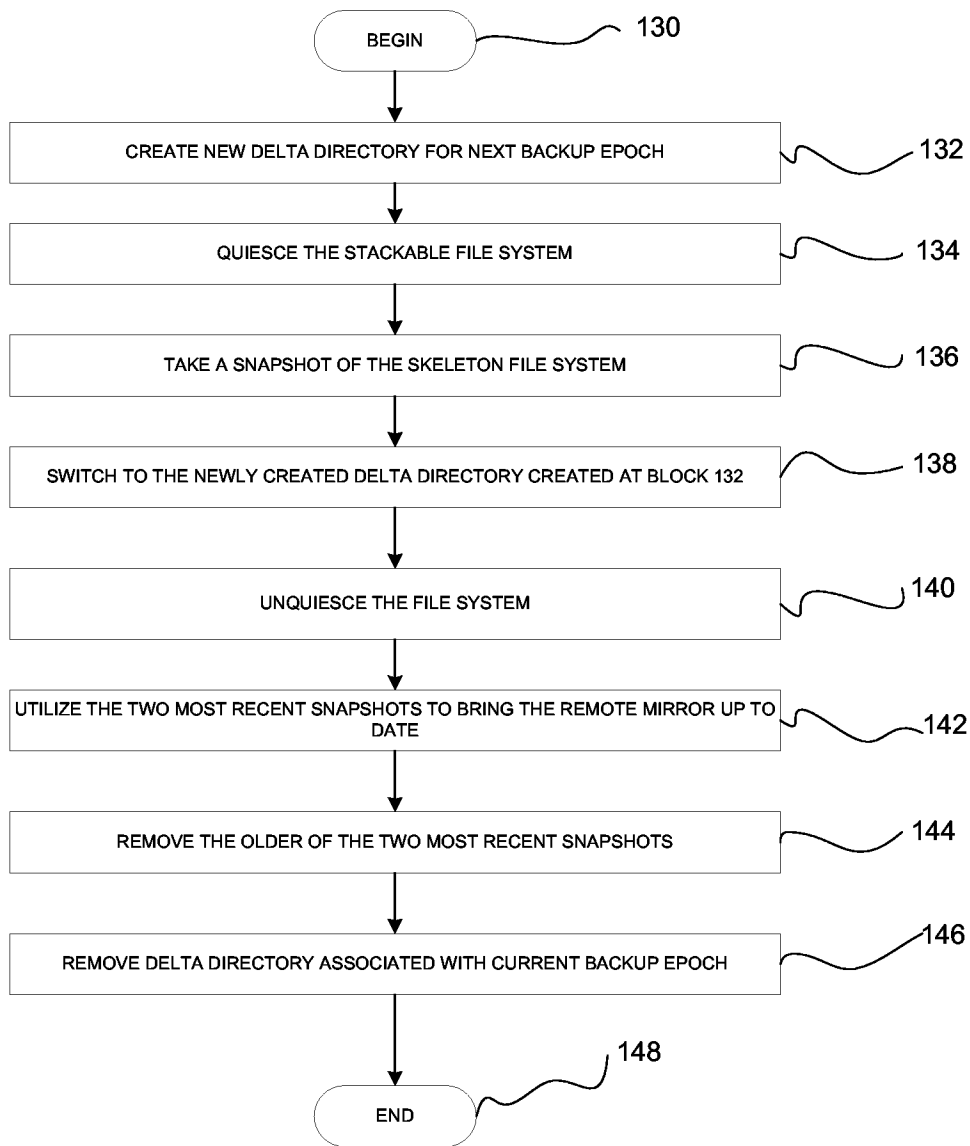 BEGIN
130
CREATE NEW DELTA DIRECTORY FOR NEXT BACKUP EPOCH
132
QUIESCE THE STACKABLE FILE SYSTEM
134
TAKE A SNAPSHOT OF THE SKELETON FILE SYSTEM
136
SWITCH TO THE NEWLY CREATED DELTA DIRECTORY CREATED AT BLOCK 132
138
UNQUIESCE THE FILE SYSTEM
140
UTILIZE THE TWO MOST RECENT SNAPSHOTS TO BRING THE REMOTE MIRROR UP TO
DATE
142
REMOVE THE OLDER OF THE TWO MOST RECENT SNAPSHOTS
144
REMOVE DELTA DIRECTORY ASSOCIATED WITH CURRENT BACKUP EPOCH
146
END
148